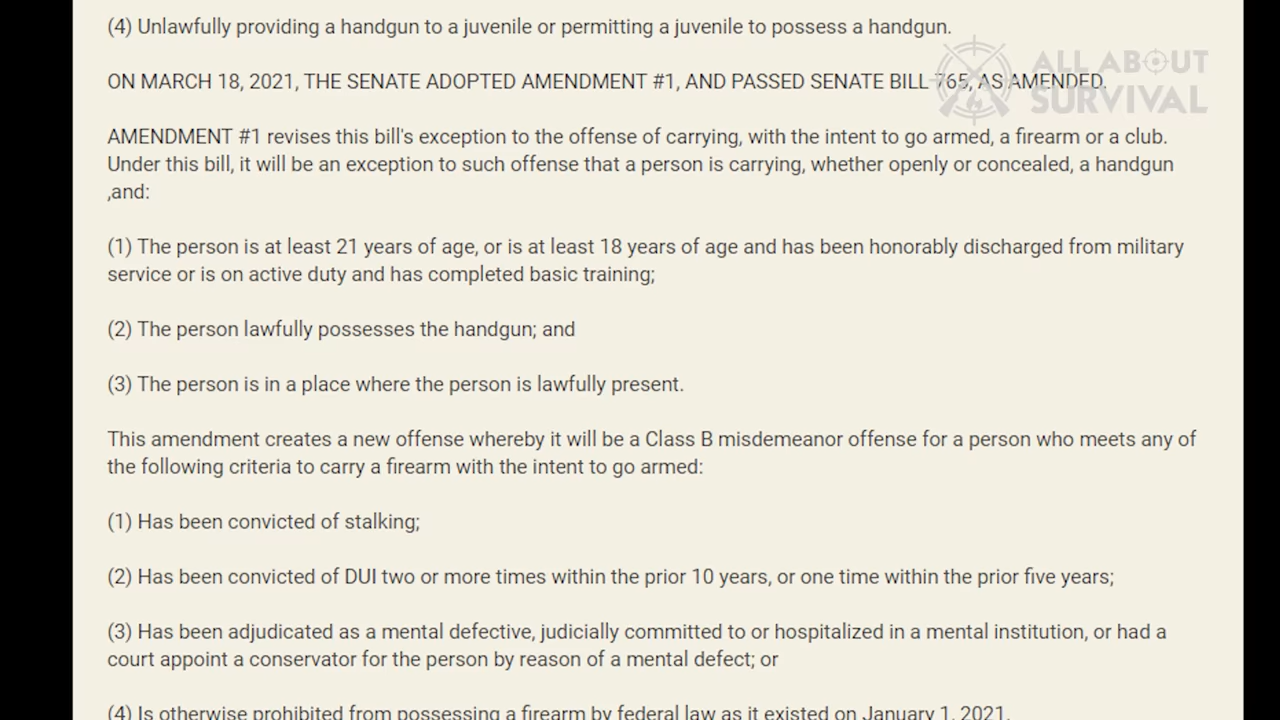 (4) Unlawfully providing a handgun to a juvenile or permitting a juvenile to possess a handgun.
ALL ABOUT
SURVIVAL
ON MARCH 18, 2021, THE SENATE ADOPTED AMENDMENT #1, AND PASSED SENATE BILL 765, AS AMENDED.
AMENDMENT #1 revises this bill's exception to the offense of carrying, with the intent to go armed, a firearm or a club.
Under this bill, it will be an exception to such offense that a person is carrying, whether openly or concealed, a handgun
,and:
(1) The person is at least 21 years of age, or is at least 18 years of age and has been honorably discharged from military
service or is on active duty and has completed basic training;
(2) The person lawfully possesses the handgun; and
(3) The person is in a place where the person is lawfully present.
This amendment creates a new offense whereby it will be a Class B misdemeanor offense for a person who meets any of
the following criteria to carry a firearm with the intent to go armed:
(1) Has been convicted of stalking;
(2) Has been convicted of DUI two or more times within the prior 10 years, or one time within the prior five years;
(3) Has been adjudicated as a mental defective, judicially committed to or hospitalized in a mental institution, or had a
court appoint a conservator for the person by reason of a mental defect; or
(4) Is otherwise prohibited from possessing a firearm by federal law as it existed on January 1, 2021.